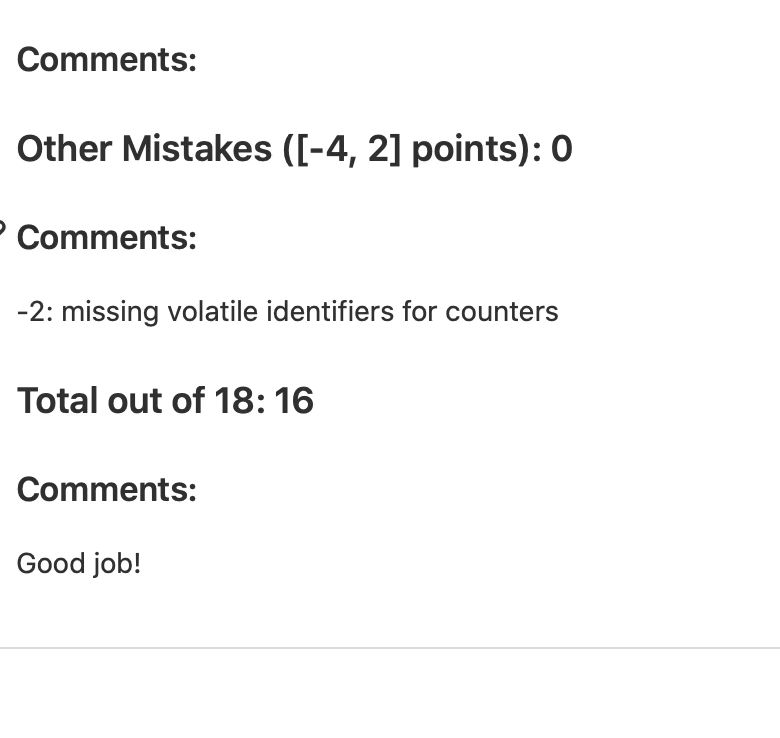 Comments:
Other Mistakes ([-4, 2] points): 0
Comments:
-2: missing volatile identifiers for counters
Total out of 18: 16
Comments:
Good job!